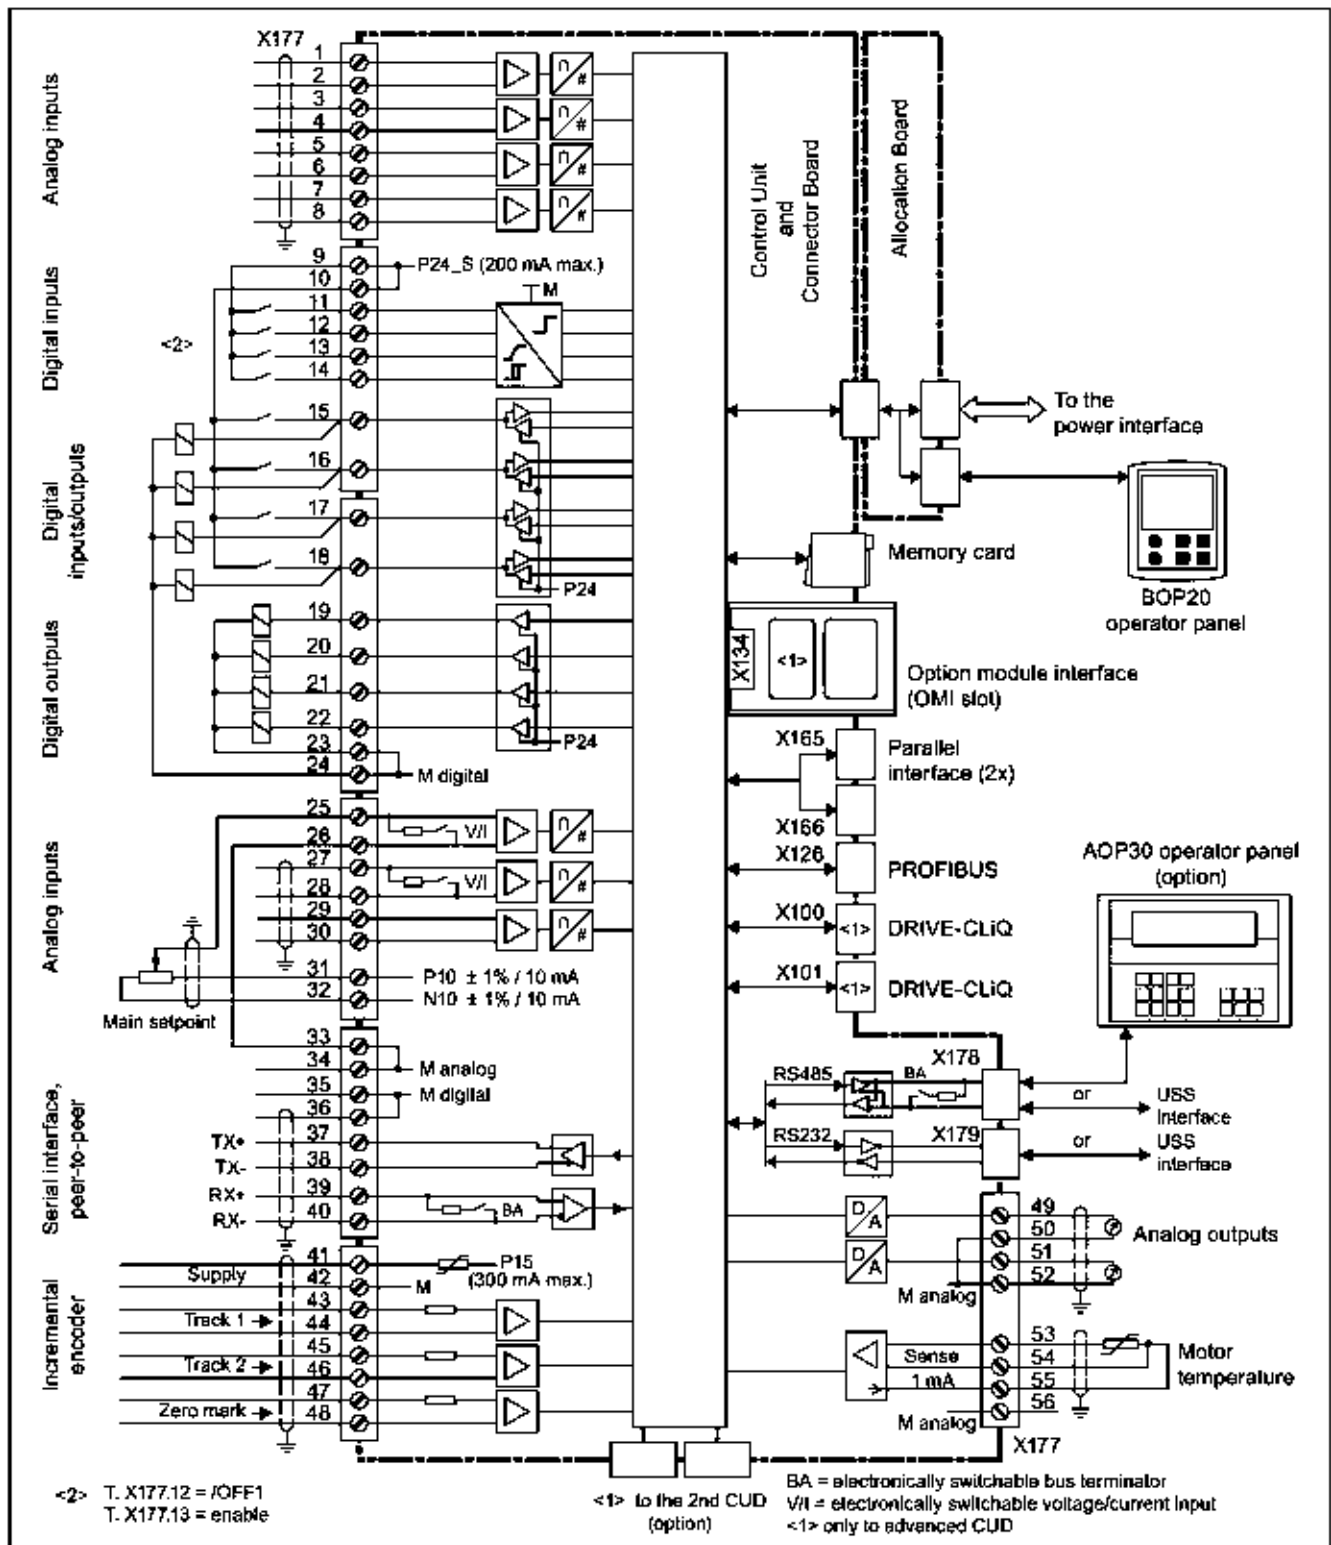 X177
Analog inputs
1
2
3
4
5
6
7
8
∩/#
∩/#
∩/#
∩/#
Digital inputs
9
10
11
12
13
14
P24_S (200 mA max.)
M
<2>
Digital
inputs/outputs
15
16
17
18
P24
Digital outputs
19
20
21
22
23
24
P24
M digital
Analog inputs
25
26
27
28
29
30
31
32
V/I
V/I
∩/#
∩/#
∩/#
P10 ± 1% / 10 mA
N10 ± 1% / 10 mA
Main setpoint
33
34
35
36
M analog
M digital
Serial interface,
peer-to-peer
TX+
TX-
RX+
RX-
37
38
39
40
BA
Incremental
encoder
41
42
43
44
45
46
47
48
Supply
Track 1
Track 2
Zero mark
P15
(300 mA max.)
M
Control Unit
and
Connector Board
Allocation Board
To the
power interface
BOP20
operator panel
Memory card
X134
<1>
Option module interface
(OMI slot)
X165
X166
Parallel
interface (2x)
X126
PROFIBUS
X100
<1>
DRIVE-CLiQ
X101
<1>
DRIVE-CLiQ
AOP30 operator panel
(option)
X178
RS485
BA
or
USS
Interface
X179
RS232
or
USS
interface
D/A
D/A
49
50
51
52
Analog outputs
M analog
53
54
55
56
Sense
1 mA
Motor
temperature
M analog
X177
<2> T. X177.12 = /OFF1
T. X177.13 = enable
<1> to the 2nd CUD
(option)
BA = electronically switchable bus terminator
V/I = electronically switchable voltage/current input
<1> only to advanced CUD